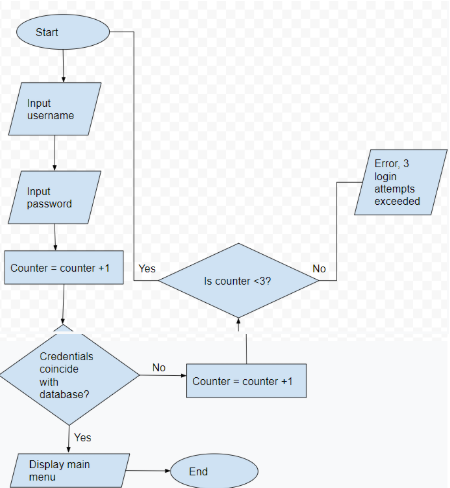 Start
Input
username
Input
password
Counter = counter +1
Credentials
coincide
with
database?
Yes
Display main
menu
End
No
Counter = counter +1
Is counter <3?
Yes
No
Error, 3
login
attempts
exceeded